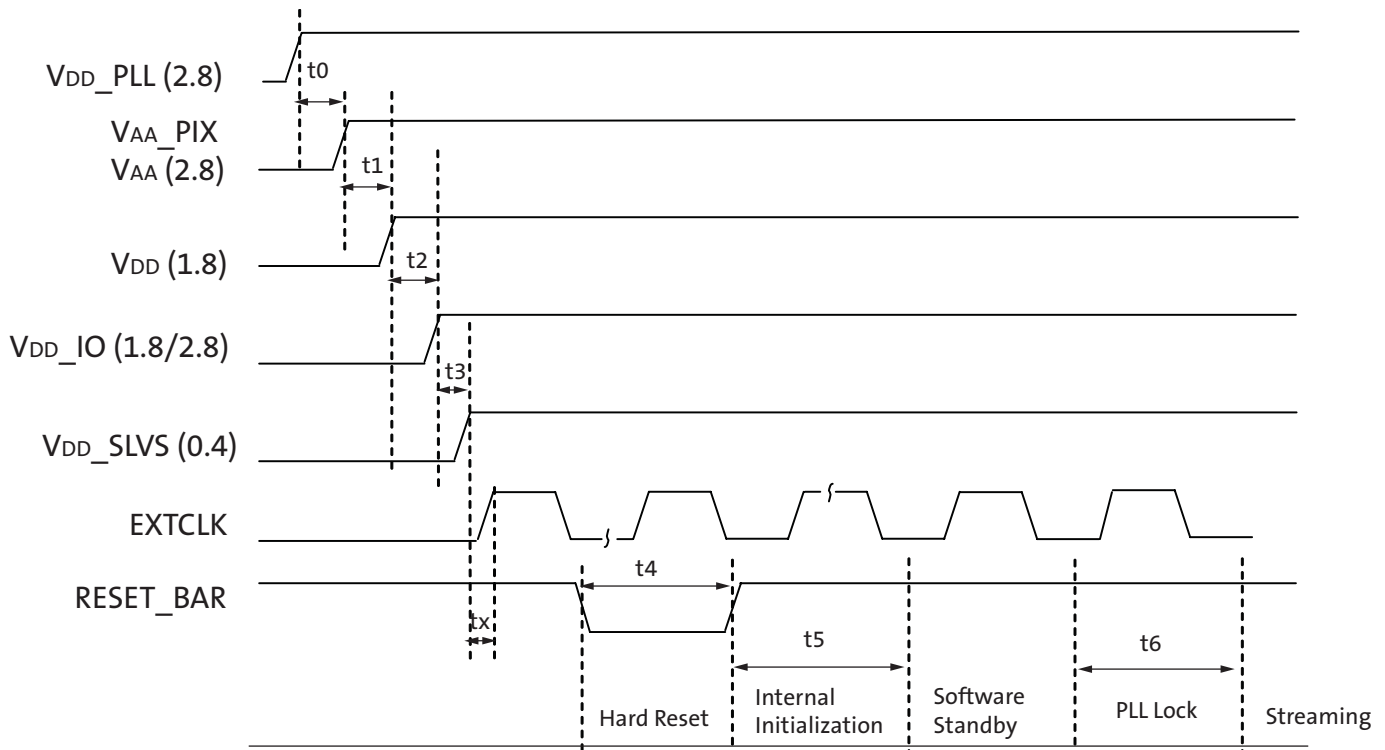 VDD_PLL (2.8)
t0
VAA_PIX
VAA (2.8)
t1
VDD (1.8)
t2
VDD_IO (1.8/2.8)
t3
VDD_SLVS (0.4)
EXTCLK
RESET_BAR
t4
tx
t5
t6
Hard Reset
Internal
Initialization
Software
Standby
PLL Lock
Streaming